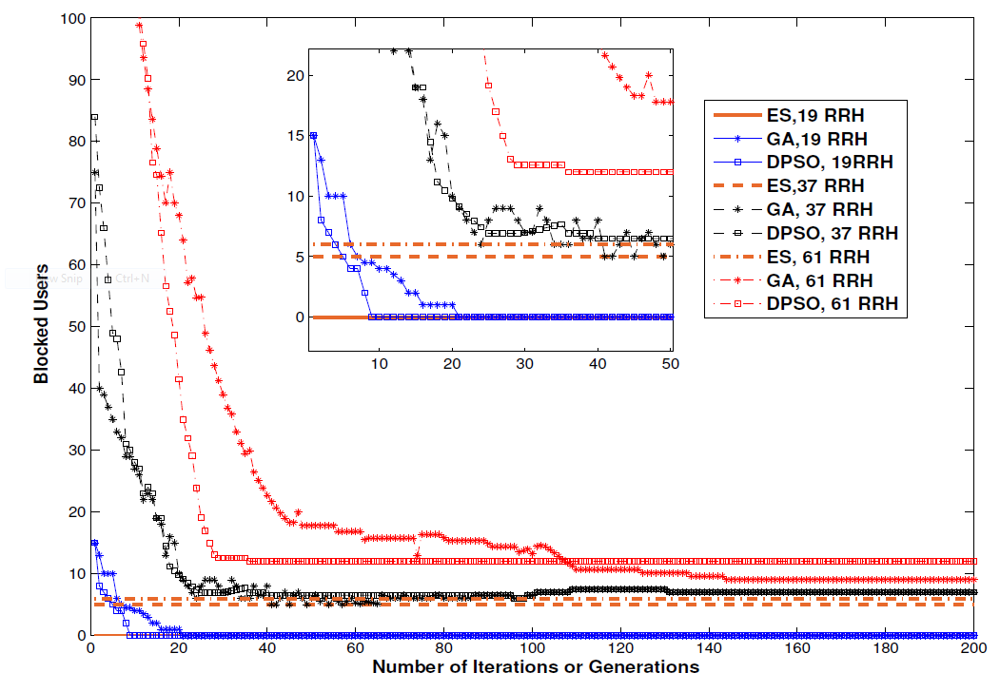 100
90
80
70
60
50
40
30
20
10
0
Blocked Users
0 20 40 60 80 100 120 140 160 180 200
Number of Iterations or Generations
20
15
10
5
0
10 20 30 40 50
ES,19 RRH
GA,19 RRH
DPSO, 19RRH
ES,37 RRH
GA, 37 RRH
DPSO, 37 RRH
ES, 61 RRH
GA, 61 RRH
DPSO, 61 RRH
Snip Ctrl+N